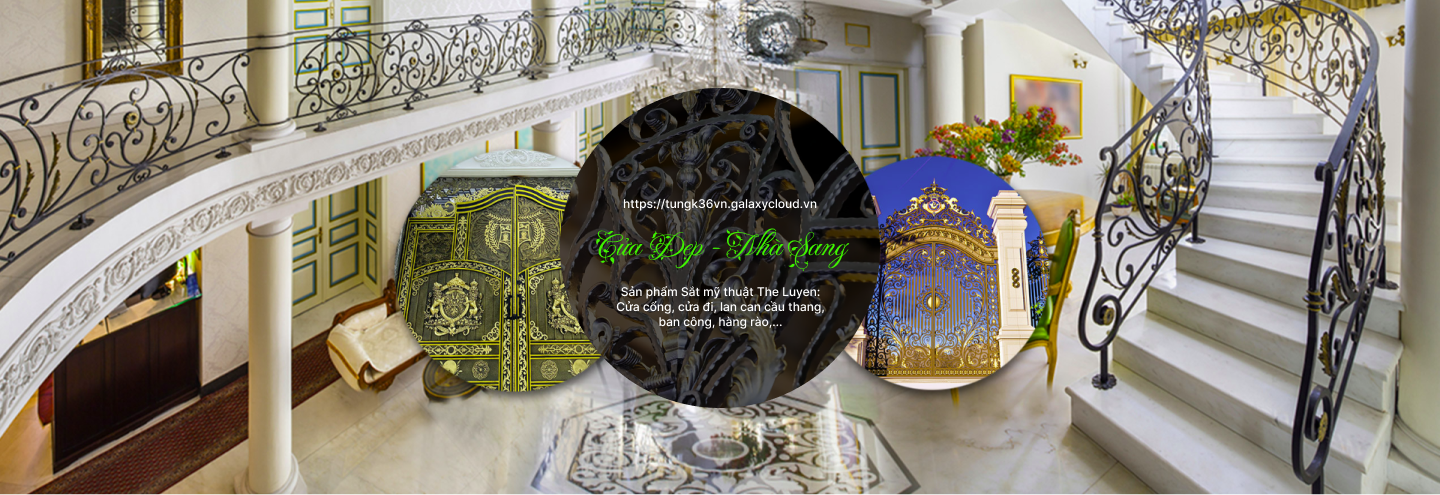 https://tungk36vn.galaxycloud.vn
Cửa Đẹp - Nhà Sang
Sản phẩm Sắt mỹ thuật The Luyen:
Cửa cổng, cửa đi, lan can cầu thang,
ban công, hàng rào,...